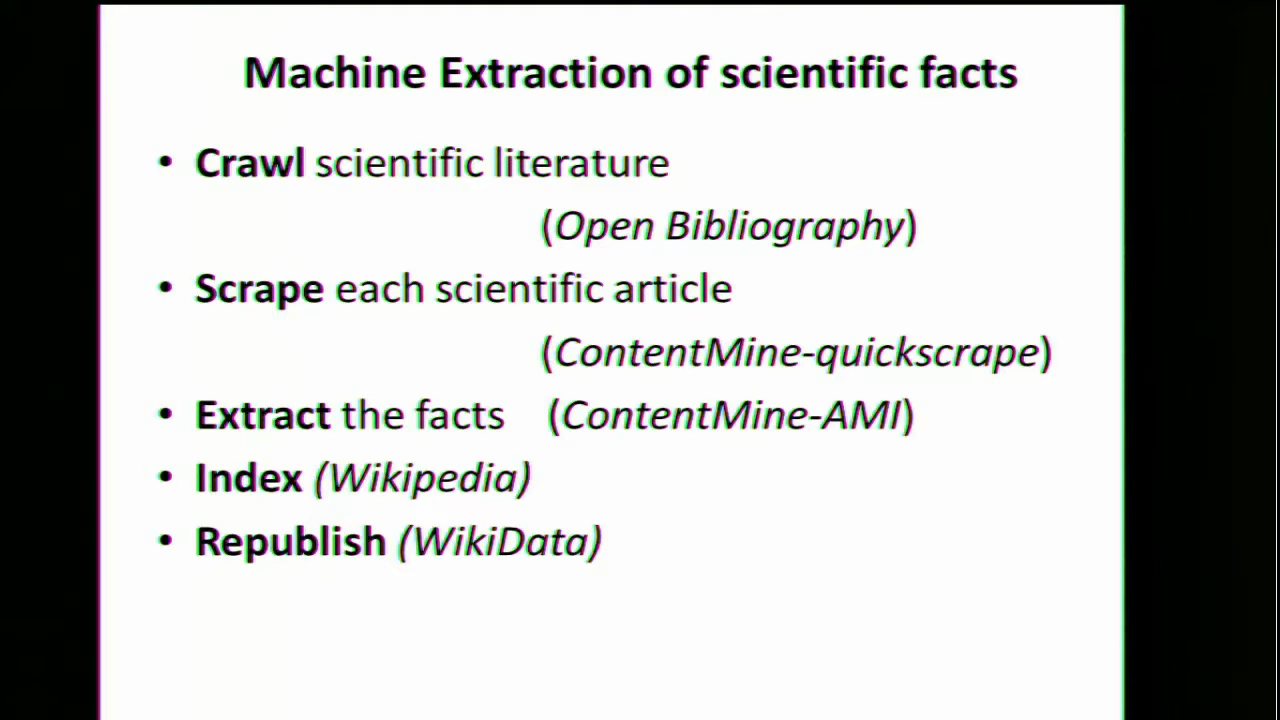 Machine Extraction of scientific facts
• Crawl scientific literature
(Open Bibliography)
• Scrape each scientific article
(ContentMine-quickscrape)
• Extract the facts (ContentMine-AMI)
• Index (Wikipedia)
• Republish (WikiData)